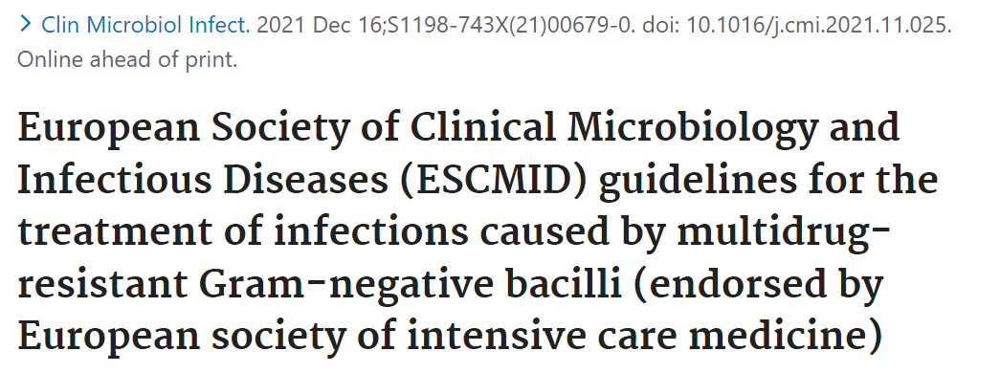 Clin Microbiol Infect. 2021 Dec 16;S1198-743X(21)00679-0. doi: 10.1016/j.cmi.2021.11.025.
Online ahead of print.
European Society of Clinical Microbiology and
Infectious Diseases (ESCMID) guidelines for the
treatment of infections caused by multidrug-
resistant Gram-negative bacilli (endorsed by
European society of intensive care medicine)